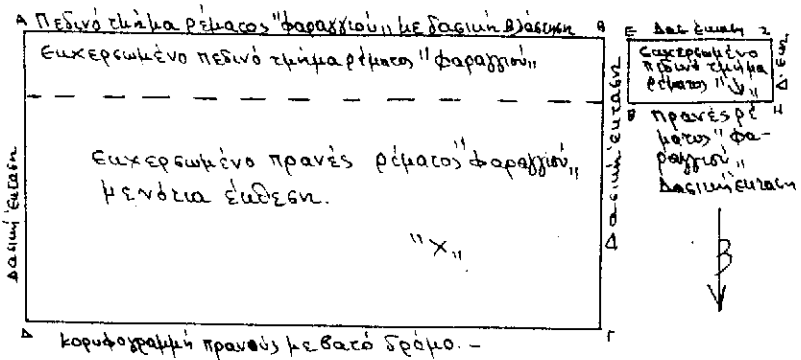 Α Πεδινό τμήμα ρέματος "φαραγγιού" με δασική βλάστηση Β
Εκχερσωμένο πεδινό τμήμα ρέματος "φαραγγιού"
Εκχερσωμένο πρανές ρέματος "φαραγγιού"
με νότια έκθεση.
"Χ"
Δασική έκταση
Δασική έκταση
Δ Γ
κορυφογραμμή πρανούς με βατό δρόμο.-
Ε Δας έκταση Ζ
Εκχερσωμένο
πεδινό τμήμα
ρέματος "Ψ"
Θ Η
πρανές ρέ
ματος "φα-
ραγγιού"
Δασική έκταση
Β